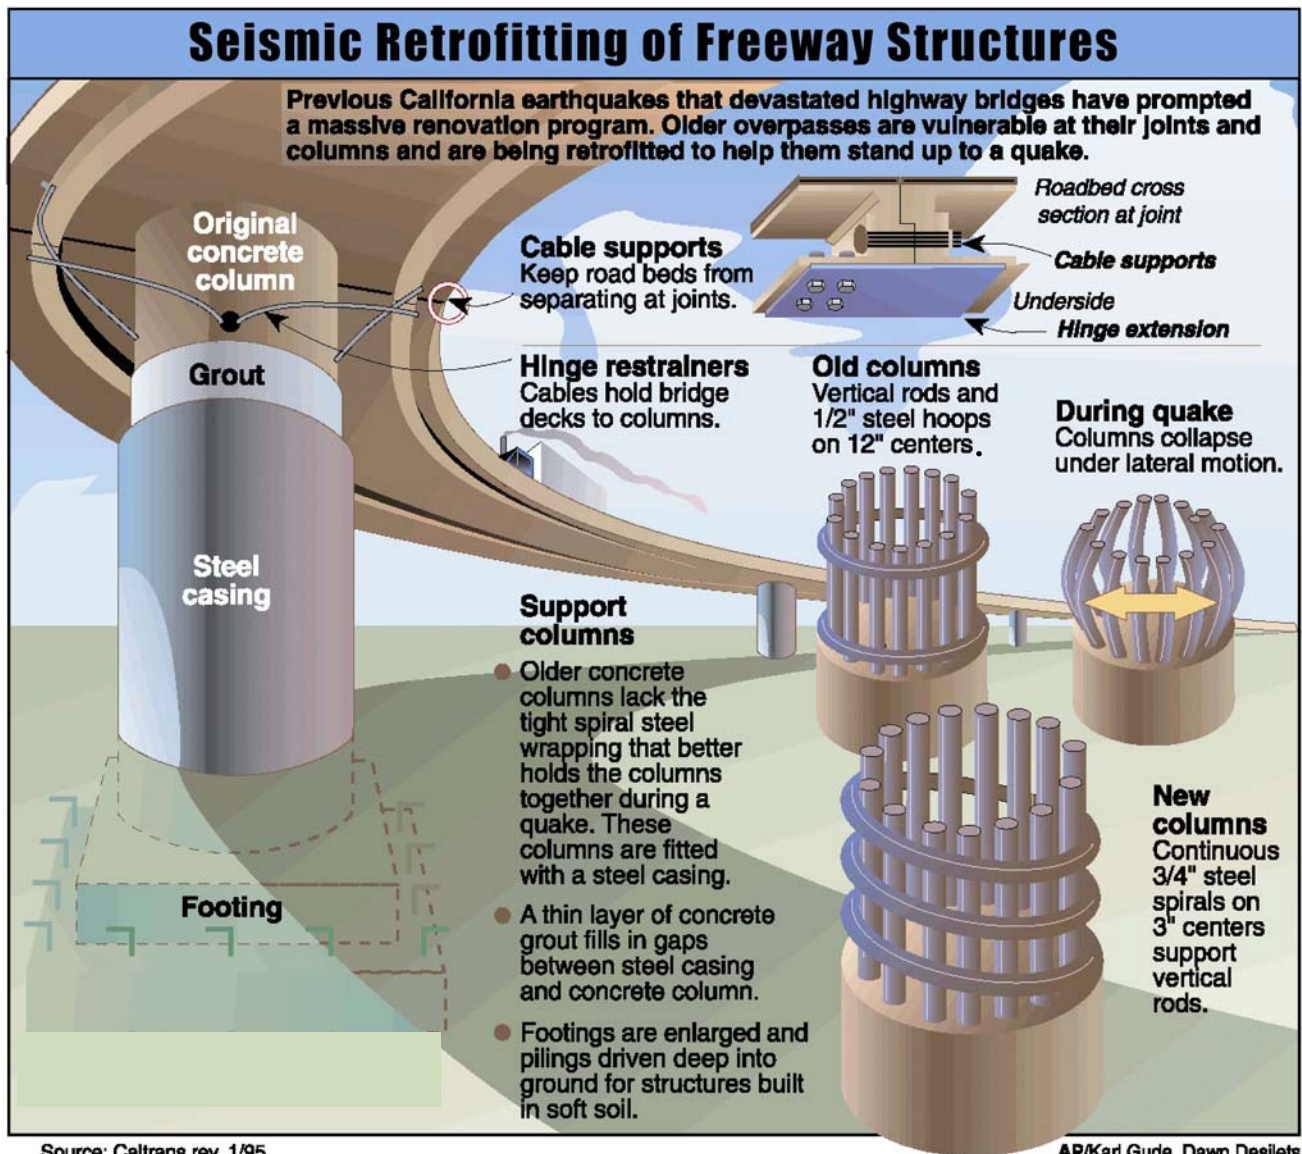 Seismic Retrofitting of Freeway Structures
Previous California earthquakes that devastated highway bridges have prompted
a massive renovation program. Older overpasses are vulnerable at their joints and
columns and are being retrofitted to help them stand up to a quake.
Roadbed cross
section at joint
Cable supports
Underside
Hinge extension
Original
concrete
column
Grout
Steel
casing
Footing
Cable supports
Keep road beds from
separating at joints.
Hinge restrainers
Cables hold bridge
decks to columns.
Old columns
Vertical rods and
1/2" steel hoops
on 12" centers.
During quake
Columns collapse
under lateral motion.
Support
columns
Older concrete
columns lack the
tight spiral steel
wrapping that better
holds the columns
together during a
quake. These
columns are fitted
with a steel casing.
A thin layer of concrete
grout fills in gaps
between steel casing
and concrete column.
Footings are enlarged and
pilings driven deep into
ground for structures built
in soft soil.
New
columns
Continuous
3/4" steel
spirals on
3" centers
support
vertical
rods.
Source: Caltrans rev. 1/95
AP/Karl Gude, Dawn Desilets